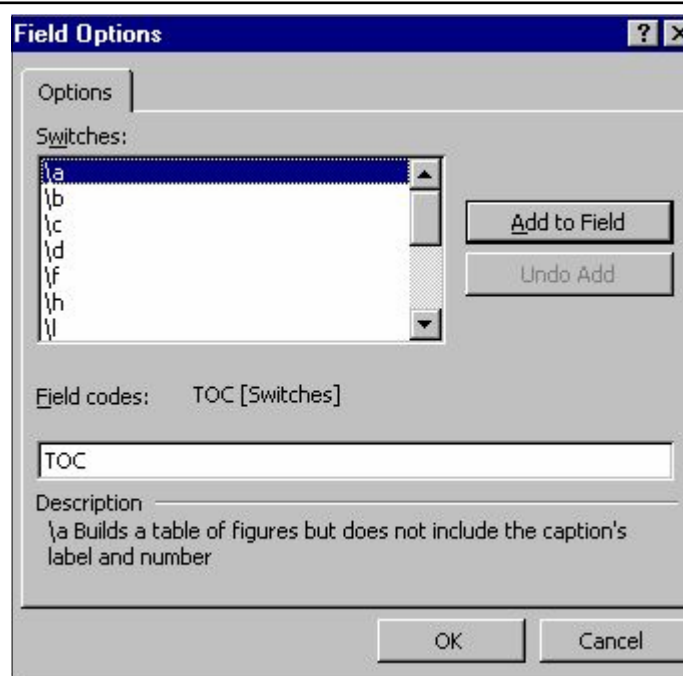 Field Options
Options
Switches:
\a
\b
\c
\d
\f
\h
\l
Add to Field
Undo Add
Field codes: TOC [Switches]
TOC
Description
\a Builds a table of figures but does not include the caption's
label and number
OK
Cancel